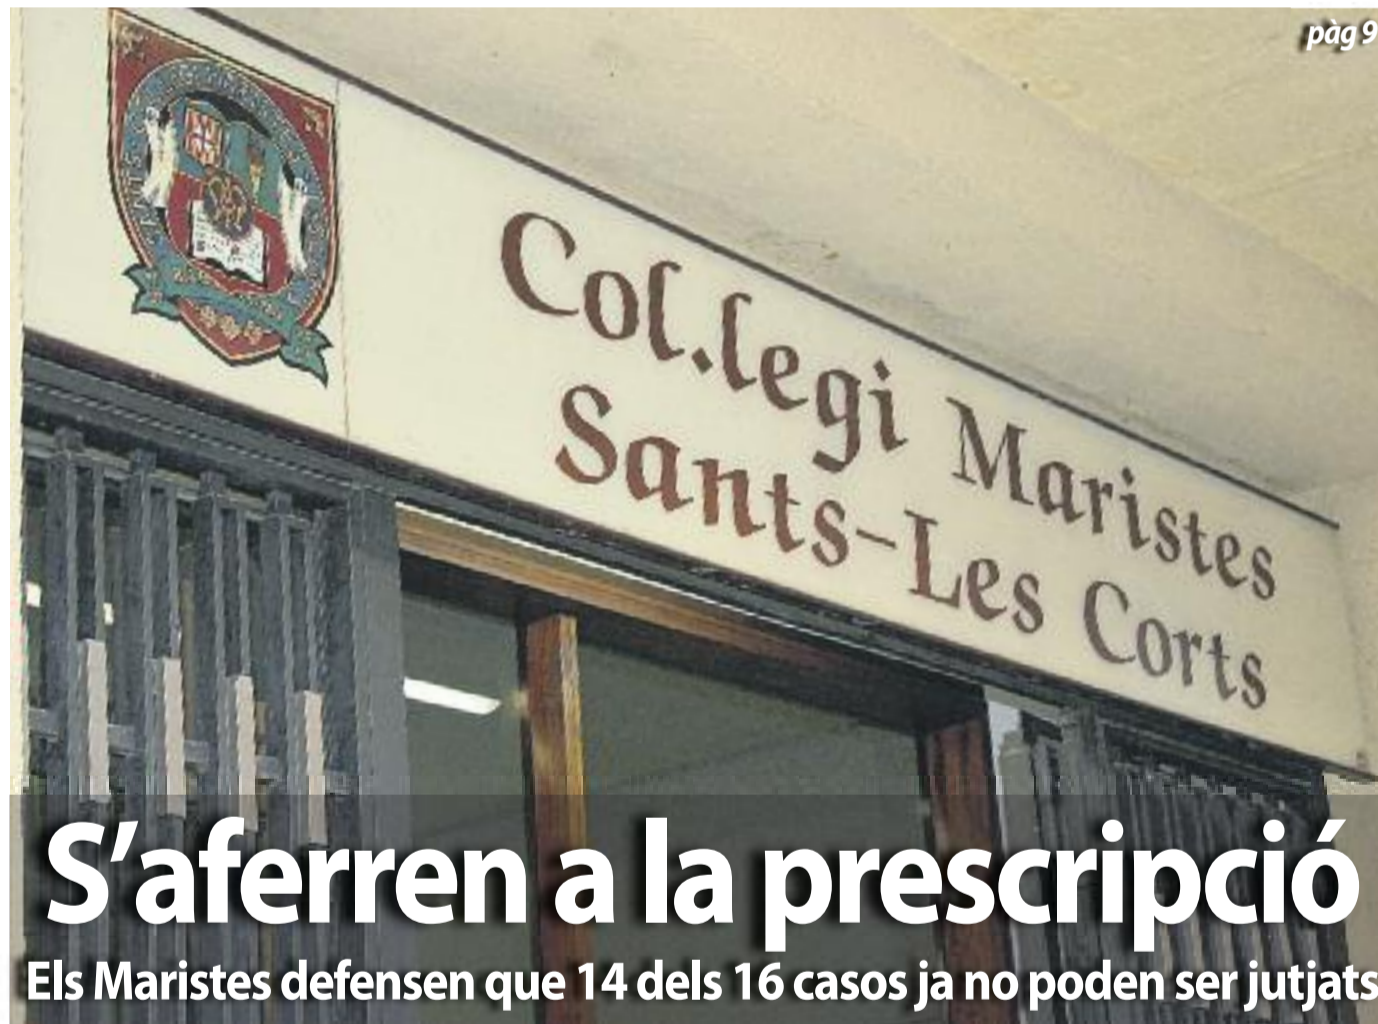 pàg 9
Col.legi Maristes
Sants-Les Corts
S’aferren a la prescripció
Els Maristes defensen que 14 dels 16 casos ja no poden ser jutjats